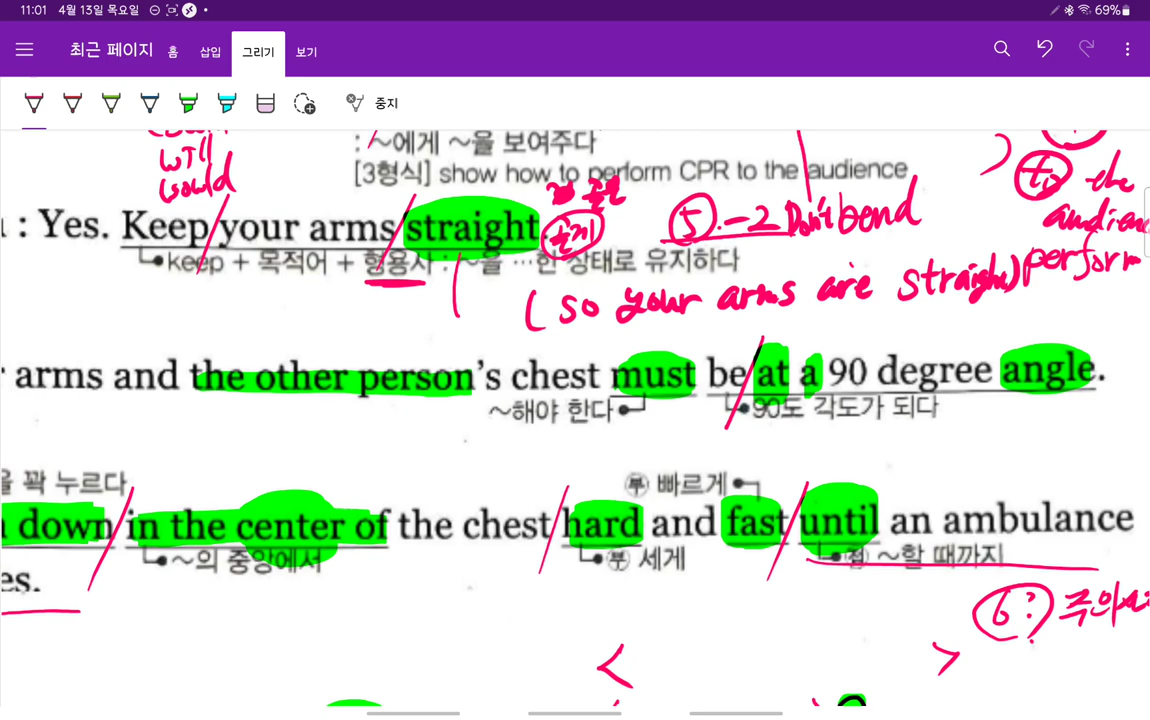 11:01 4월 13일 목요일 69%
최근 페이지 홈 삽입 그리기 보기
중지
: ~에게 ~을 보여주다
will
would
[3형식] show how to perform CPR to the audience
to the
: Yes. Keep your arms straight.
⑤-2 Don't bend
keep + 목적어 + 형용사 : ~을 …한 상태로 유지하다
perform
(so your arms are straight)
arms and the other person's chest must be at a 90 degree angle.
~해야 한다
90도 각도가 되다
을 꽉 누르다
부 빠르게
down in the center of the chest hard and fast until an ambulance
~의 중앙에서
부 세게
접 ~할 때까지
es.
6?
< >